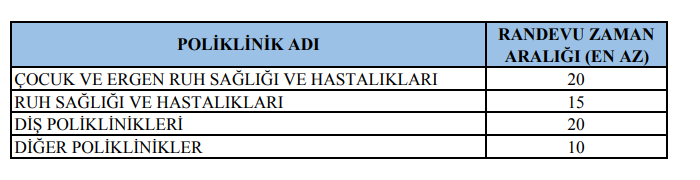 POLİKLİNİK ADI
RANDEVU ZAMAN
ARALIĞI (EN AZ)
ÇOCUK VE ERGEN RUH SAĞLIĞI VE HASTALIKLARI 20
RUH SAĞLIĞI VE HASTALIKLARI 15
DİŞ POLİKLİNİKLERİ 20
DİĞER POLİKLİNİKLER 10